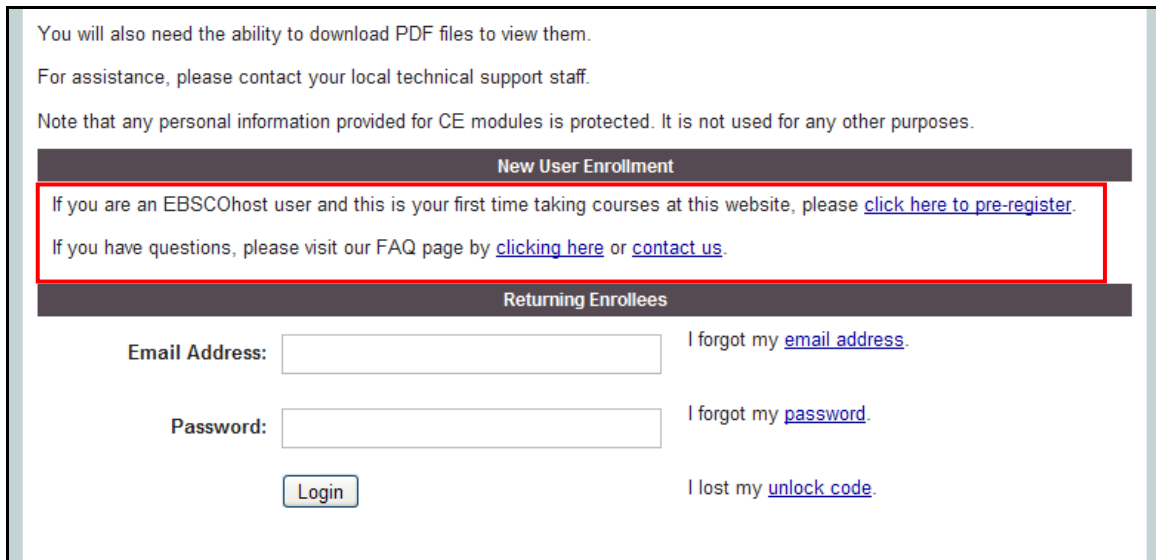 You will also need the ability to download PDF files to view them.
For assistance, please contact your local technical support staff.
Note that any personal information provided for CE modules is protected. It is not used for any other purposes.
New User Enrollment
If you are an EBSCOhost user and this is your first time taking courses at this website, please click here to pre-register.
If you have questions, please visit our FAQ page by clicking here or contact us.
Returning Enrollees
Email Address:
I forgot my email address.
Password:
I forgot my password.
Login
I lost my unlock code.